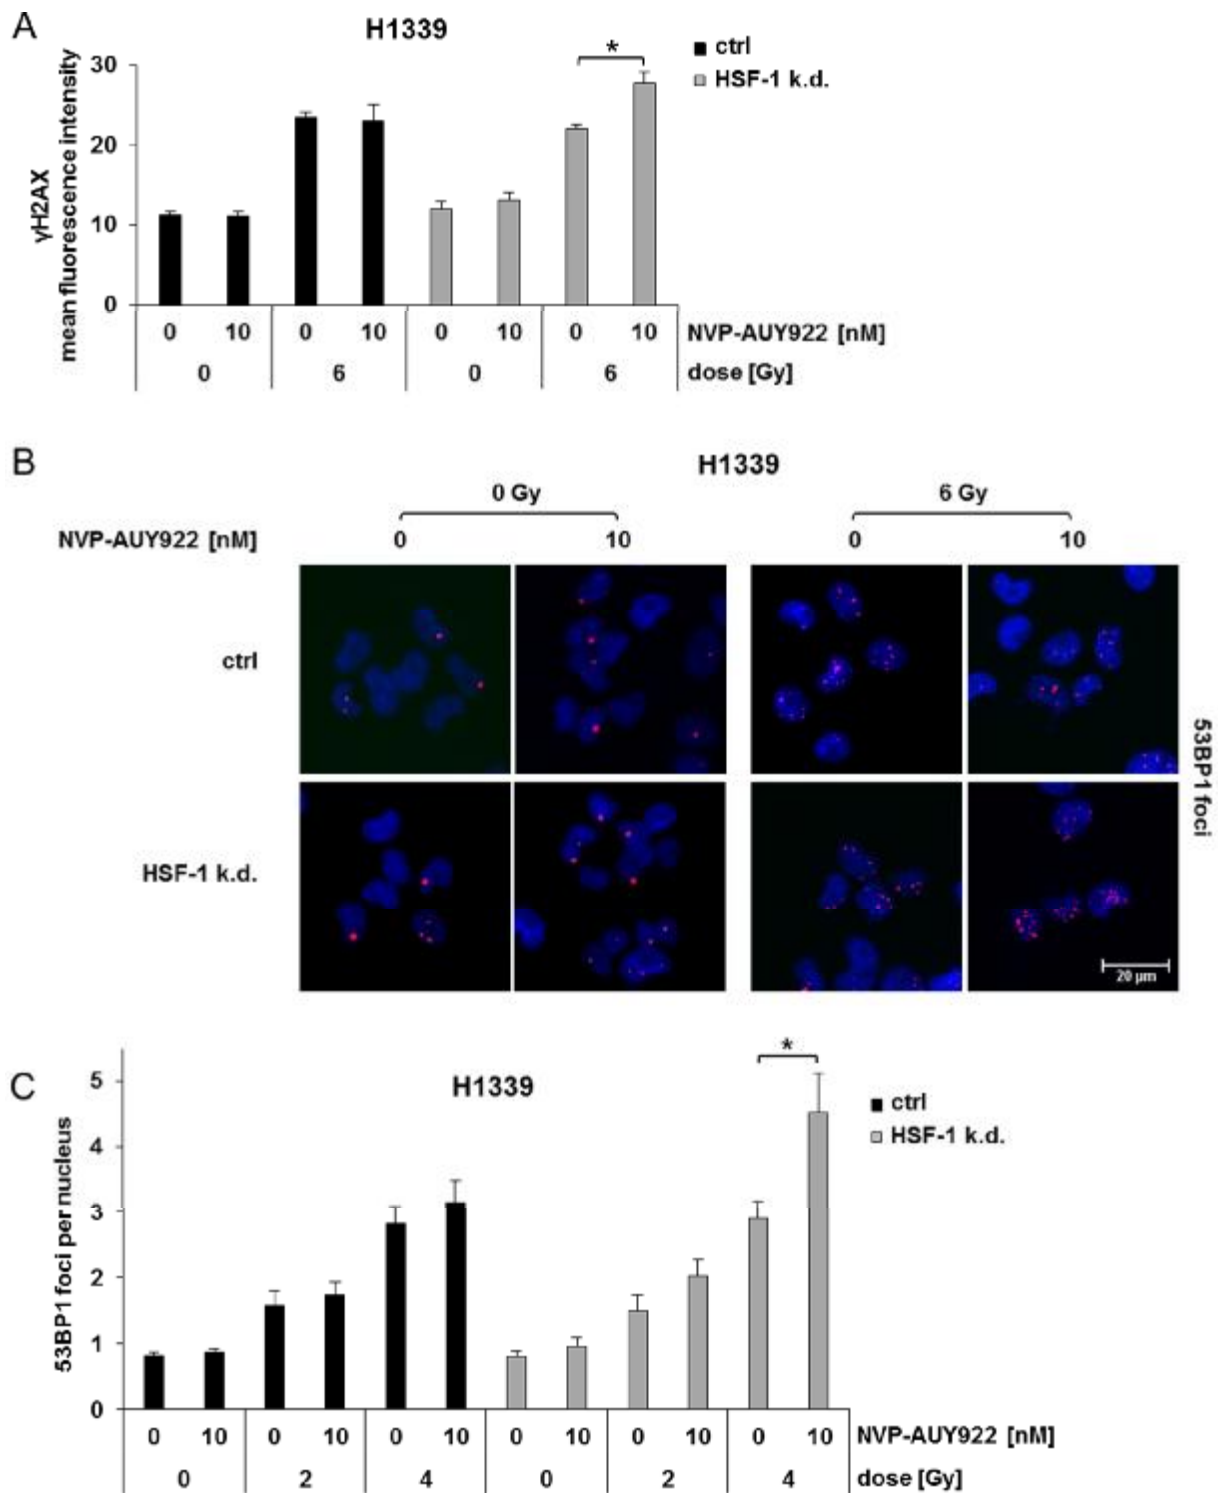 A
H1339
ctrl
HSF-1 k.d.
*
γH2AX
mean fluorescence intensity
30
20
10
0
0 10 0 10 0 10 0 10 NVP-AUY922 [nM]
0 6 0 6 dose [Gy]
B
H1339
0 Gy 6 Gy
NVP-AUY922 [nM] 0 10 0 10
ctrl
HSF-1 k.d.
53BP1 foci
20 µm
C
H1339
*
ctrl
HSF-1 k.d.
53BP1 foci per nucleus
5
4
3
2
1
0
0 10 0 10 0 10 0 10 0 10 0 10 NVP-AUY922 [nM]
0 2 4 0 2 4 dose [Gy]